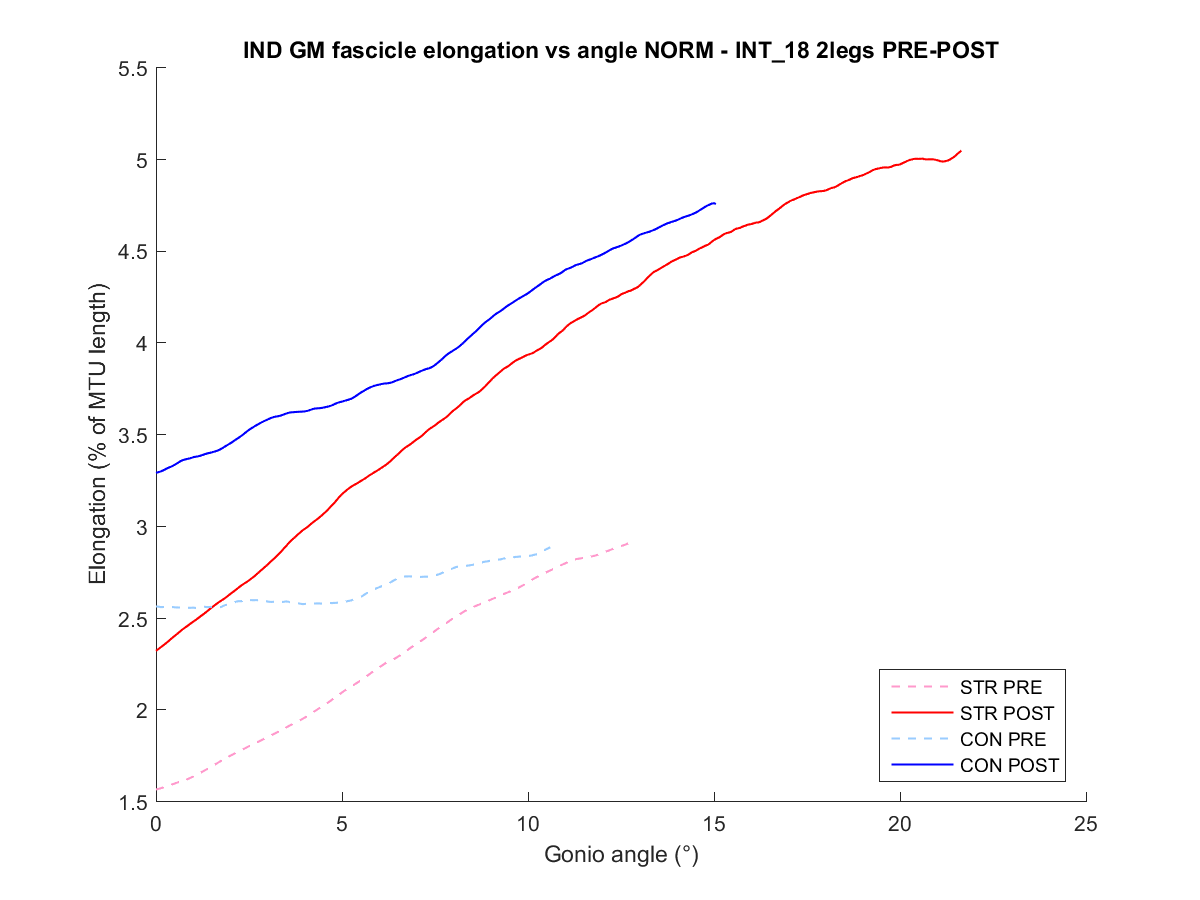 IND GM fascicle elongation vs angle NORM - INT_18 2legs PRE-POST
5.5
5
4.5
4
3.5
3
2.5
2
1.5
Elongation (% of MTU length)
0
5
10
15
20
25
Gonio angle (°)
STR PRE
STR POST
CON PRE
CON POST